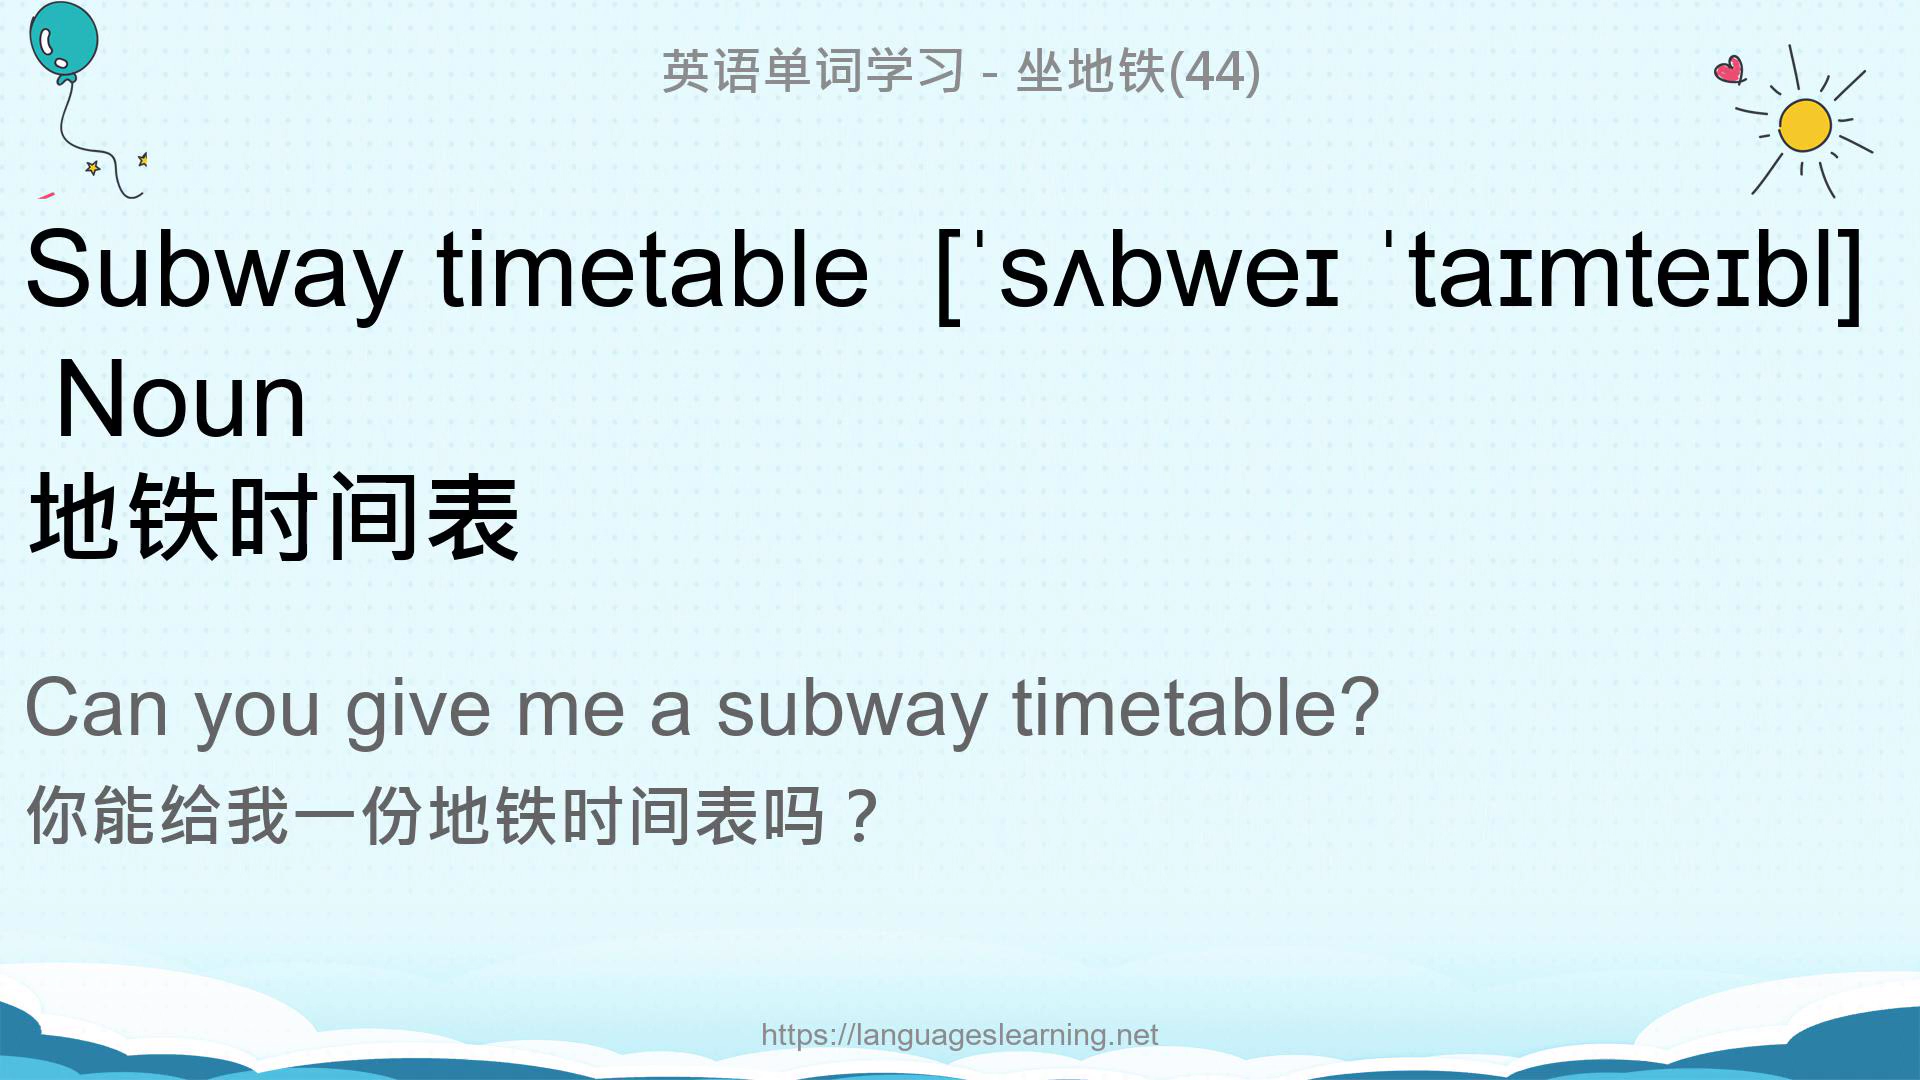 英语单词学习 - 坐地铁(44)
Subway timetable  [ˈsʌbweɪ ˈtaɪmteɪbl]
Noun
地铁时间表
Can you give me a subway timetable?
你能给我一份地铁时间表吗？
https://languageslearning.net